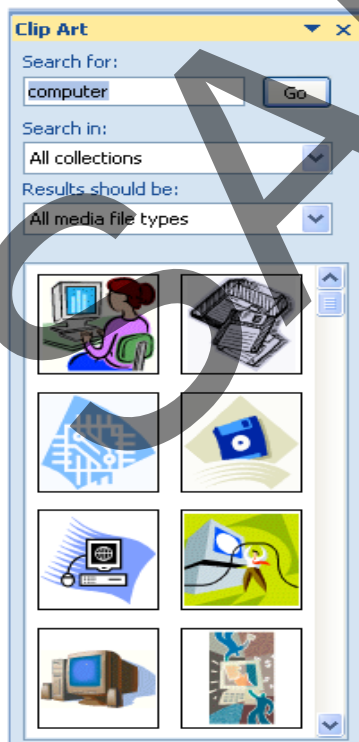 Clip Art
Search for:
computer Go
Search in:
All collections
Results should be:
All media file types